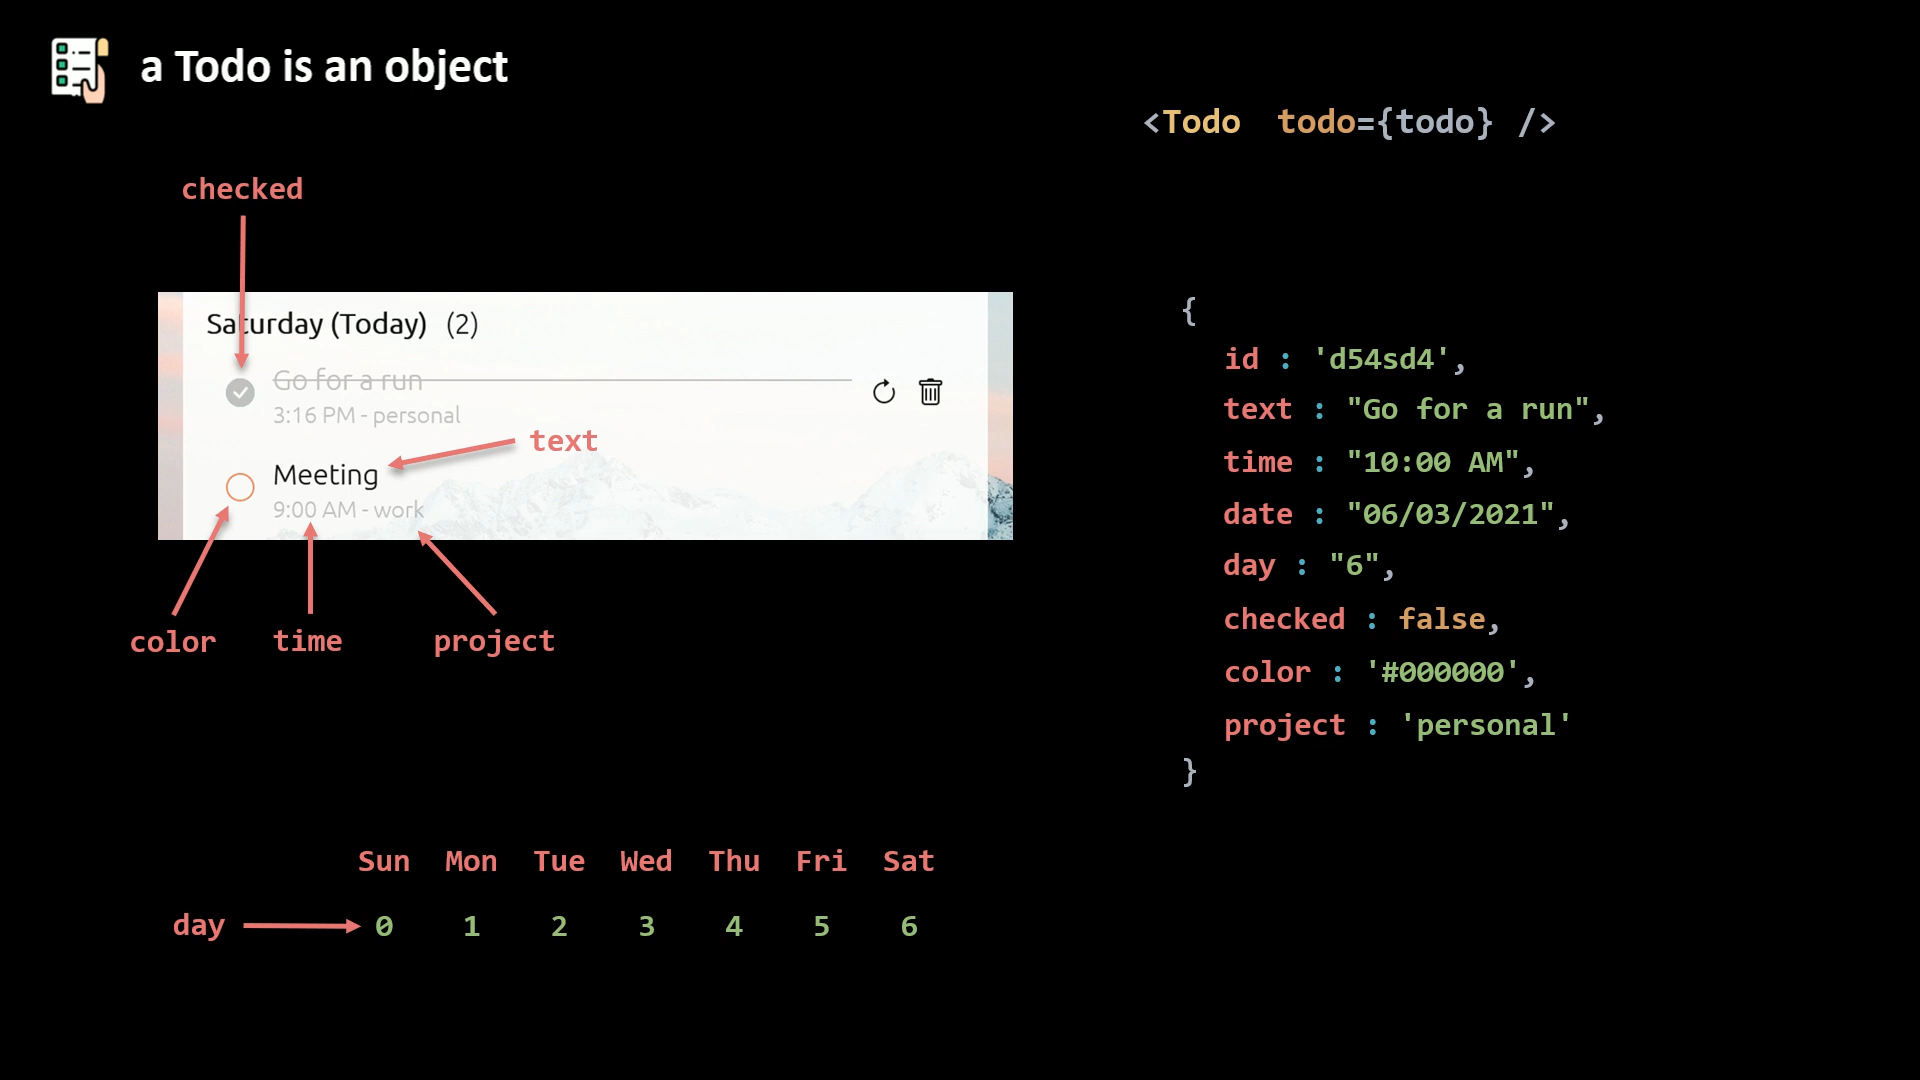 a Todo is an object
<Todo  todo={todo} />
checked
Saturday (Today) (2)
Go for a run
3:16 PM - personal
text
Meeting
9:00 AM - work
color
time
project
{
id : 'd54sd4',
text : "Go for a run",
time : "10:00 AM",
date : "06/03/2021",
day : "6",
checked : false,
color : '#000000',
project : 'personal'
}
Sun Mon Tue Wed Thu Fri Sat
day 0 1 2 3 4 5 6